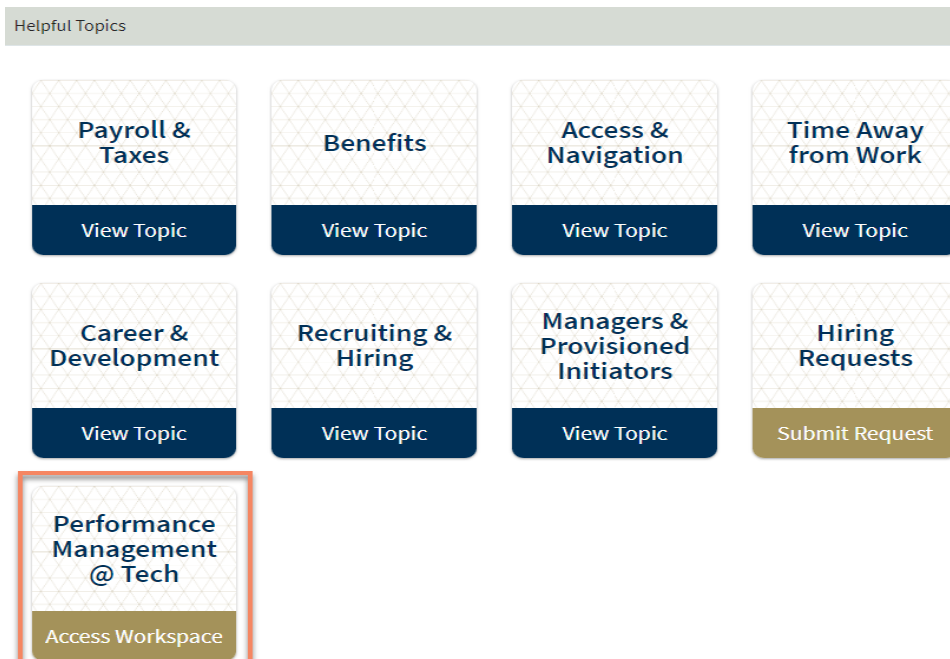 Helpful Topics
Payroll &
Taxes
View Topic
Benefits
View Topic
Access &
Navigation
View Topic
Time Away
from Work
View Topic
Career &
Development
View Topic
Recruiting &
Hiring
View Topic
Managers &
Provisioned
Initiators
View Topic
Hiring
Requests
Submit Request
Performance
Management
@ Tech
Access Workspace